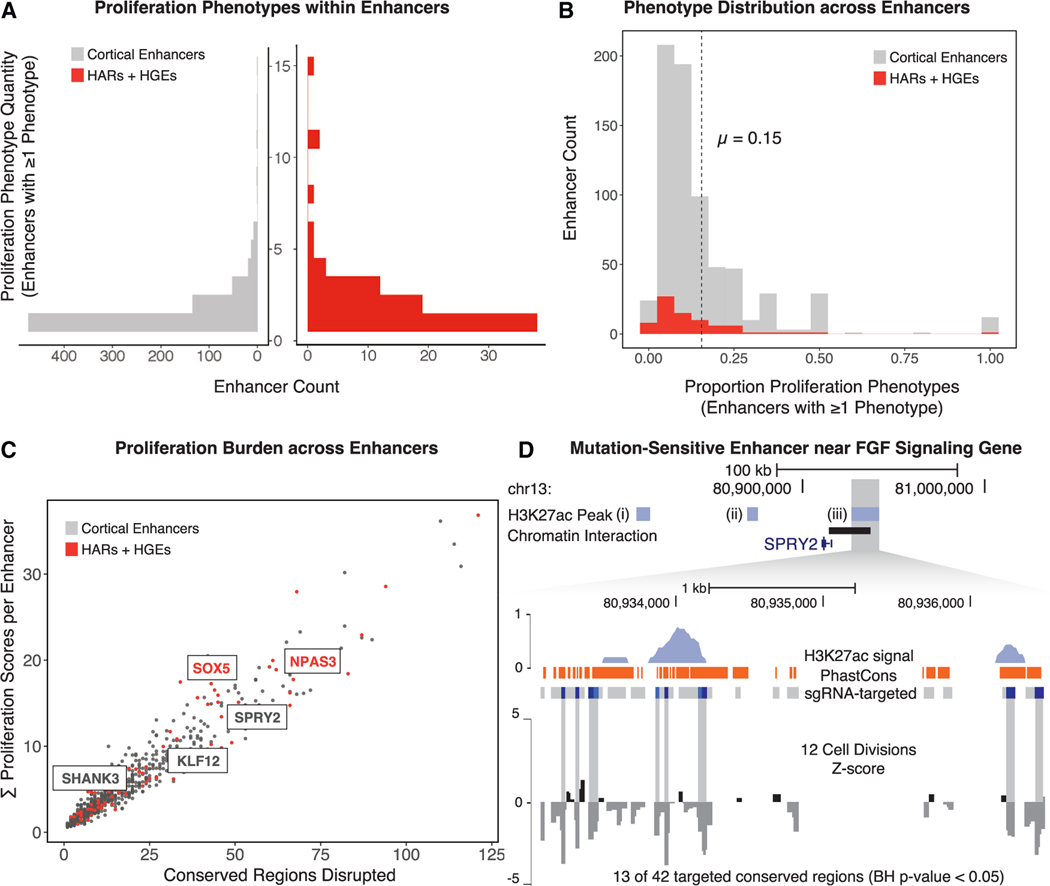 A
Proliferation Phenotypes within Enhancers
Proliferation Phenotype Quantity
(Enhancers with ≥1 Phenotype)
Cortical Enhancers
HARs + HGEs
15
10
5
0
400 300 200 100 0
0 10 20 30
Enhancer Count
B
Phenotype Distribution across Enhancers
Enhancer Count
200
150
100
50
0
Cortical Enhancers
HARs + HGEs
μ = 0.15
0.00 0.25 0.50 0.75 1.00
Proportion Proliferation Phenotypes
(Enhancers with ≥1 Phenotype)
C
Proliferation Burden across Enhancers
∑ Proliferation Scores per Enhancer
Cortical Enhancers
HARs + HGEs
30
20
10
0
SOX5
NPAS3
SPRY2
KLF12
SHANK3
0 25 50 75 100 125
Conserved Regions Disrupted
D
Mutation-Sensitive Enhancer near FGF Signaling Gene
100 kb
chr13:
80,900,000
81,000,000
H3K27ac Peak (i) (ii) (iii)
Chromatin Interaction
SPRY2
1 kb
80,934,000 80,935,000 80,936,000
1
0
H3K27ac signal
PhastCons
sgRNA-targeted
5
12 Cell Divisions
Z-score
0
-5
13 of 42 targeted conserved regions (BH p-value < 0.05)